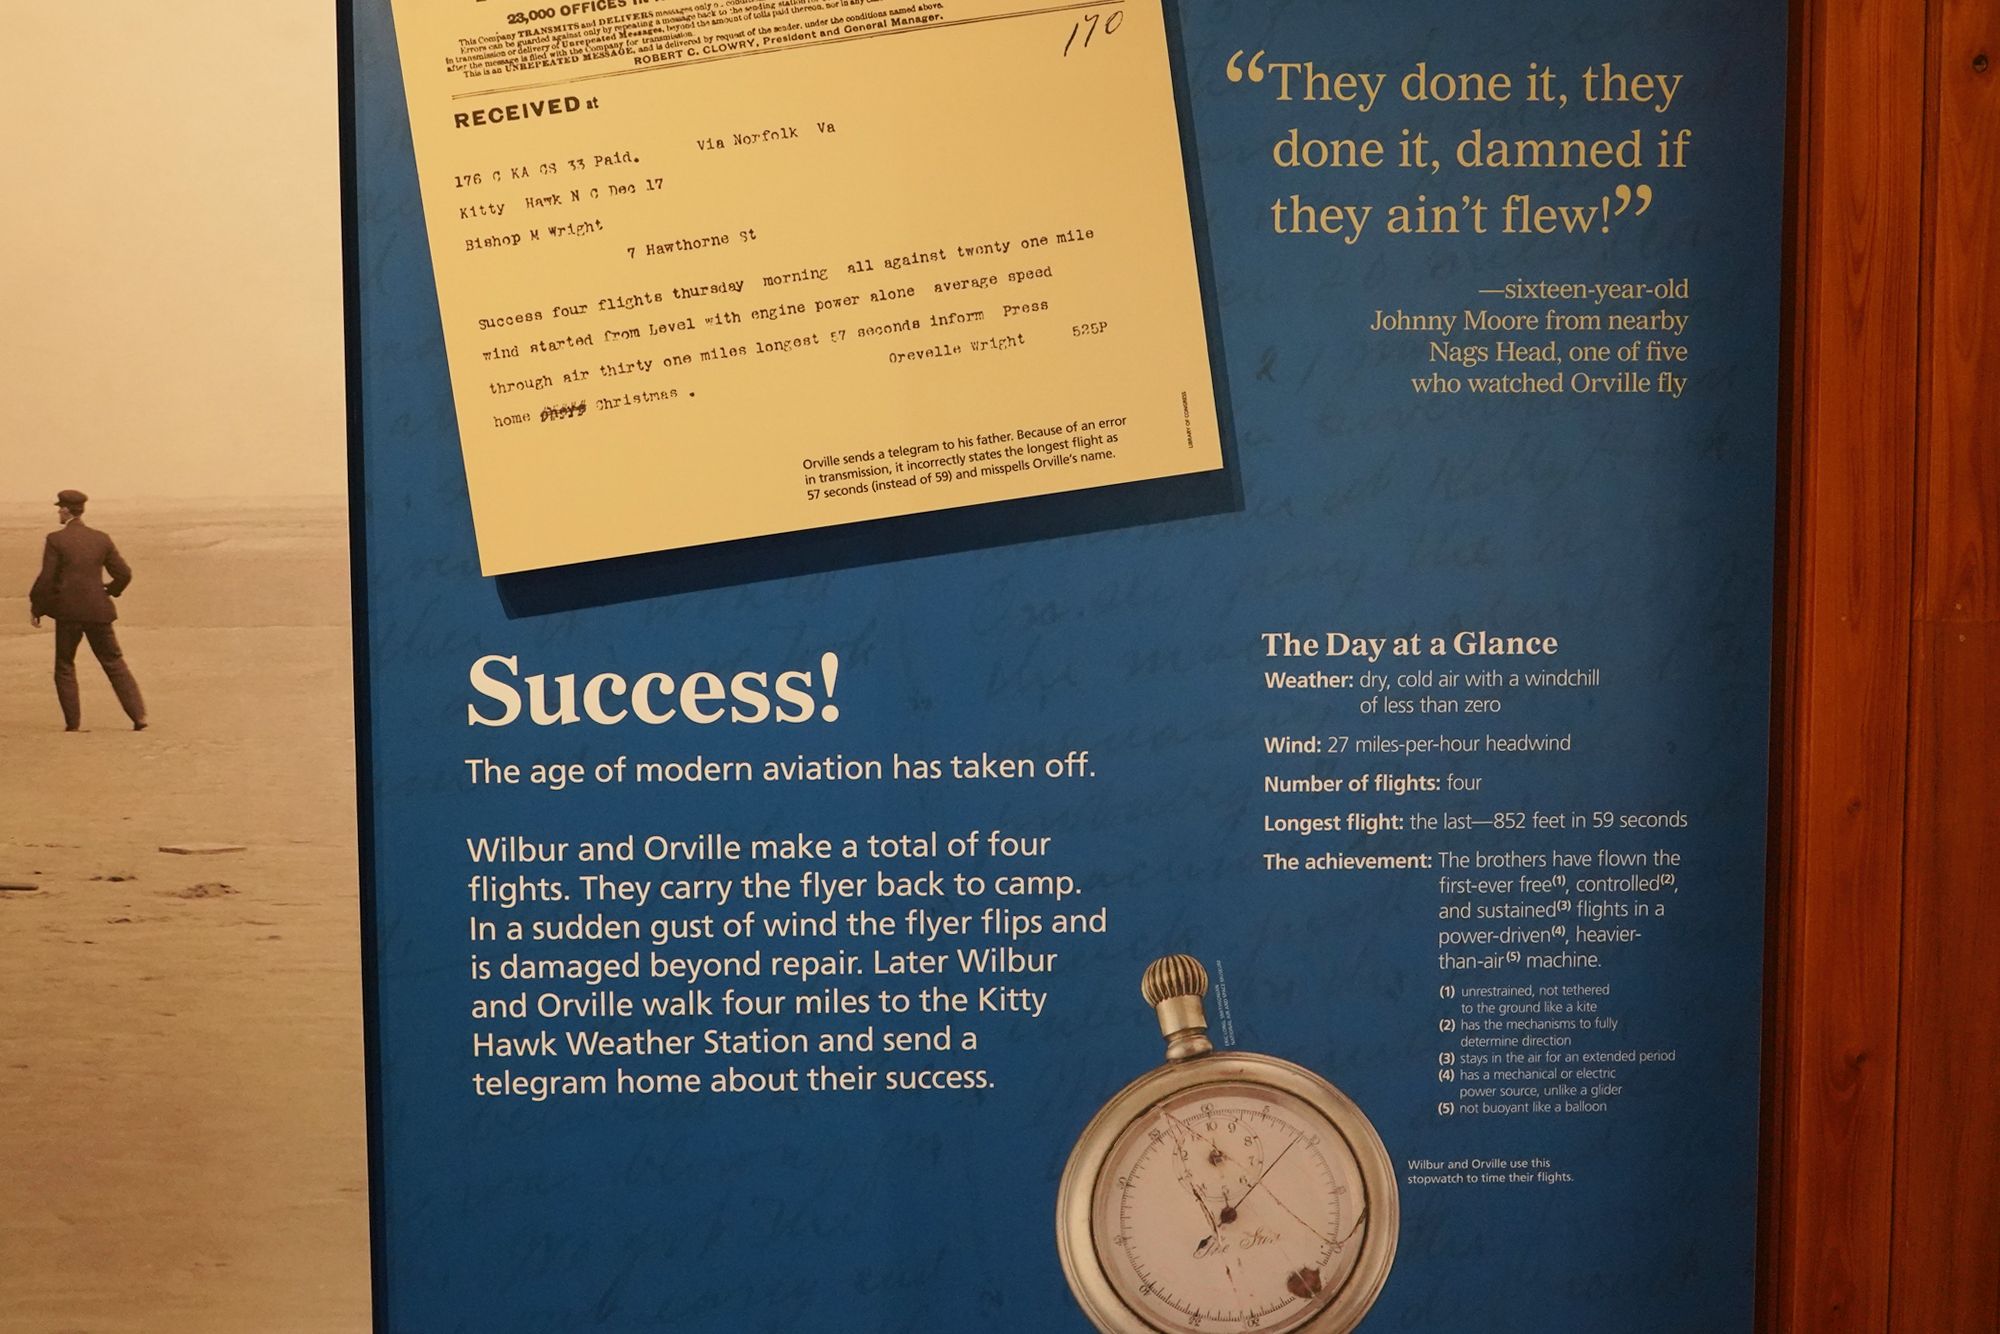 23,000 OFFICES IN
This Company TRANSMITS and DELIVERS messages only
Errors can be guarded against only by repeating a message back to the sending station
in transmission or delivery of Unrepeated Messages, beyond the amount of tolls paid thereon, nor in any
after the message is filed with the Company for transmission.
This is an UNREPEATED MESSAGE, and is delivered by request of the sender, under the conditions named above.
ROBERT C. CLOWRY, President and General Manager.
170
RECEIVED at
Via Norfolk Va
176 C KA CS 33 Paid.
Kitty Hawk N C Dec 17
Bishop M Wright
7 Hawthorne St
Success four flights thursday morning all against twenty one mile
wind started from Level with engine power alone average speed
through air thirty one miles longest 57 seconds inform Press
home Christmas .
Orevelle Wright 525P
LIBRARY OF CONGRESS
Orville sends a telegram to his father. Because of an error
in transmission, it incorrectly states the longest flight as
57 seconds (instead of 59) and misspells Orville's name.
“They done it, they
done it, damned if
they ain't flew!”
—sixteen-year-old
Johnny Moore from nearby
Nags Head, one of five
who watched Orville fly
Success!
The age of modern aviation has taken off.
Wilbur and Orville make a total of four
flights. They carry the flyer back to camp.
In a sudden gust of wind the flyer flips and
is damaged beyond repair. Later Wilbur
and Orville walk four miles to the Kitty
Hawk Weather Station and send a
telegram home about their success.
The Day at a Glance
Weather: dry, cold air with a windchill
of less than zero
Wind: 27 miles-per-hour headwind
Number of flights: four
Longest flight: the last—852 feet in 59 seconds
The achievement: The brothers have flown the
first-ever free(1), controlled(2),
and sustained(3) flights in a
power-driven(4), heavier-
than-air(5) machine.
(1) unrestrained, not tethered
to the ground like a kite
(2) has the mechanisms to fully
determine direction
(3) stays in the air for an extended period
(4) has a mechanical or electric
power source, unlike a glider
(5) not buoyant like a balloon
Wilbur and Orville use this
stopwatch to time their flights.